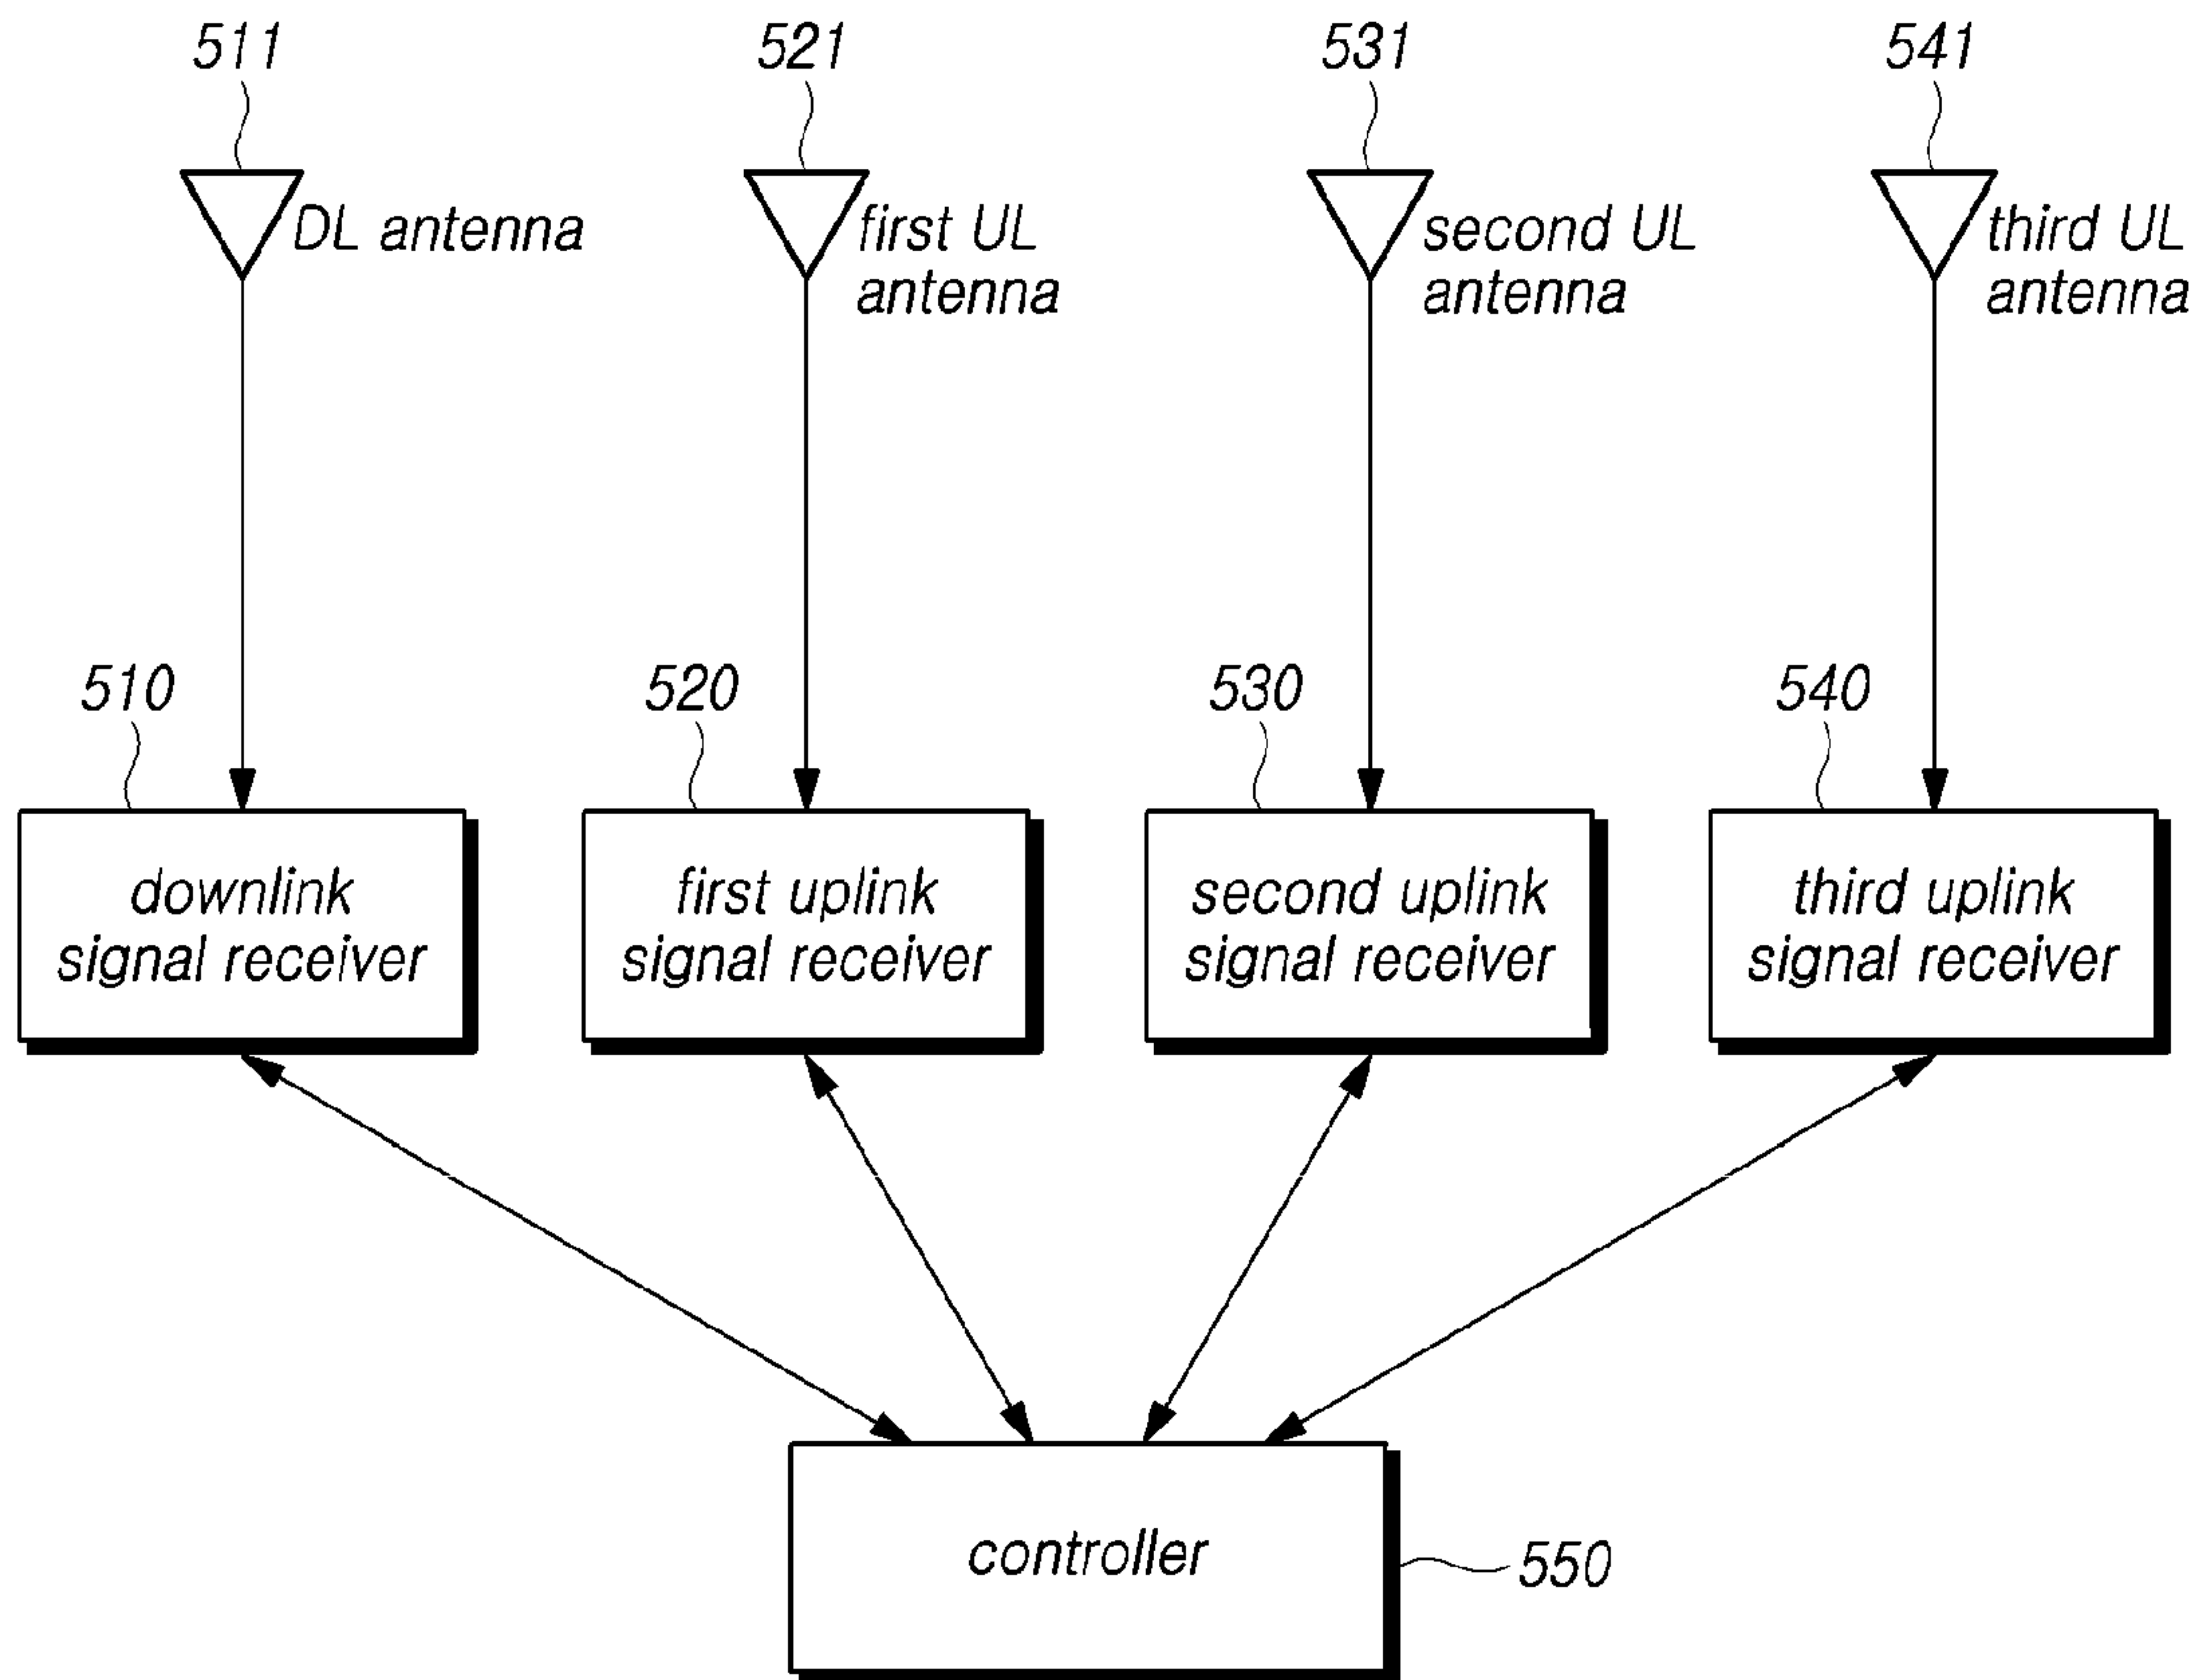 511
521
531
541
DL antenna
first UL
antenna
second UL
antenna
third UL
antenna
510
520
530
540
downlink
signal receiver
first uplink
signal receiver
second uplink
signal receiver
third uplink
signal receiver
controller
550